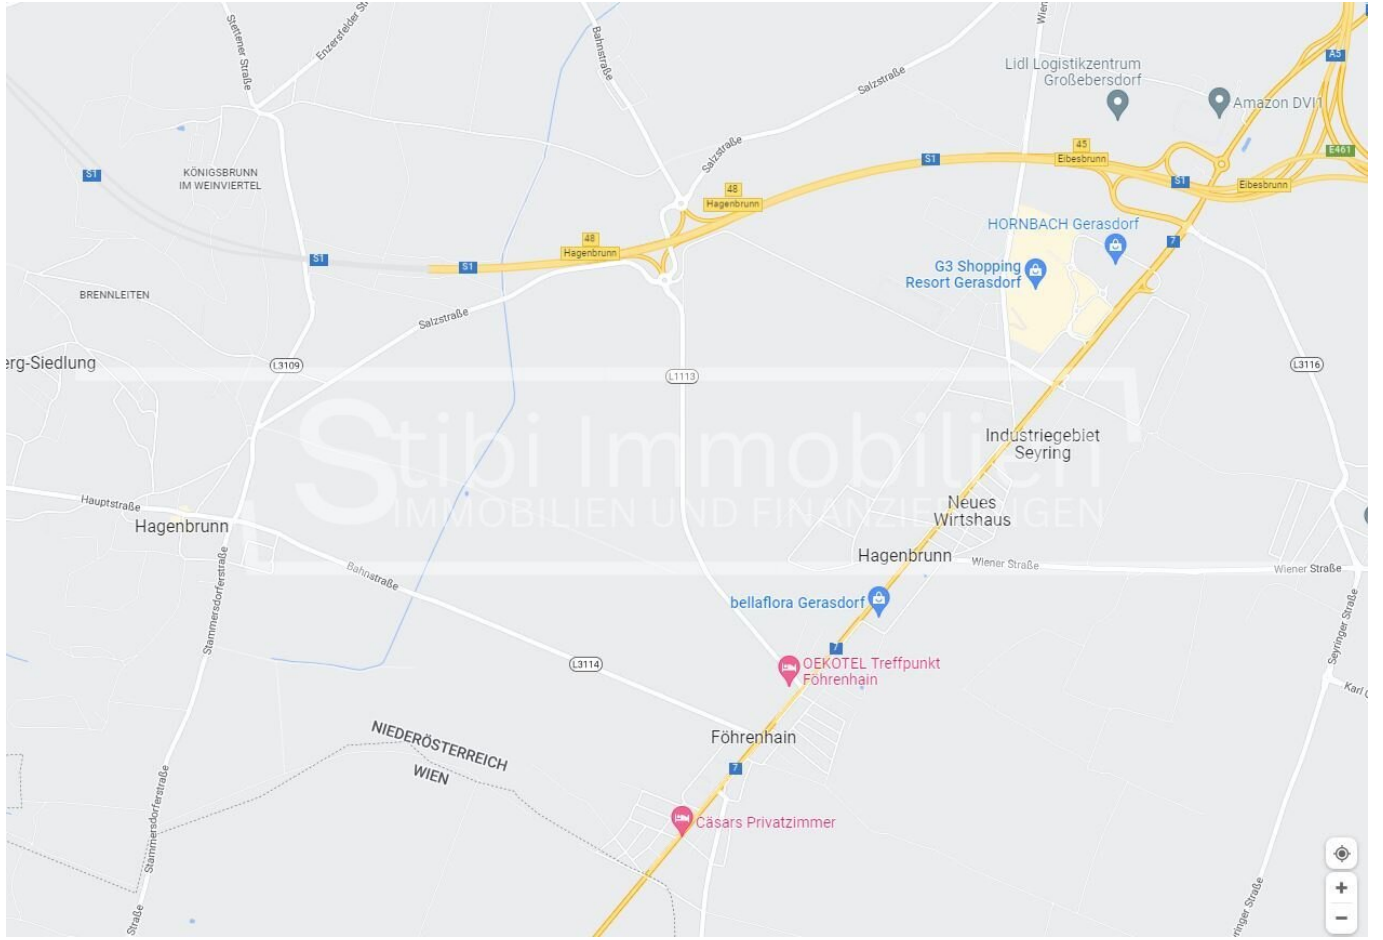 Stettener Straße
Enzersfelder St
Bahnstraße
Wien
Salzstraße
Lidl Logistikzentrum
Großebersdorf
Amazon DVI1
A5
E461
45
Eibesbrunn
S1
S1
Eibesbrunn
Salzstraße
S1
KÖNIGSBRUNN
IM WEINVIERTEL
48
Hagenbrunn
48
Hagenbrunn
S1
S1
7
HORNBACH Gerasdorf
G3 Shopping
Resort Gerasdorf
BRENNLEITEN
Salzstraße
erg-Siedlung
L3109
L1113
L3116
Stibi Immobilien
IMMOBILIEN UND FINANZIERUNGEN
Industriegebiet
Seyring
Neues
Wirtshaus
Hauptstraße
Hagenbrunn
Hagenbrunn
Wiener Straße
Wiener Straße
Bahnstraße
Stammersdorferstraße
bellaflora Gerasdorf
7
Seyringer Straße
L3114
OEKOTEL Treffpunkt
Föhrenhain
Karl
NIEDERÖSTERREICH
WIEN
Föhrenhain
7
Stammersdorferstraße
Cäsars Privatzimmer
Straße
yringer Straße
+
−